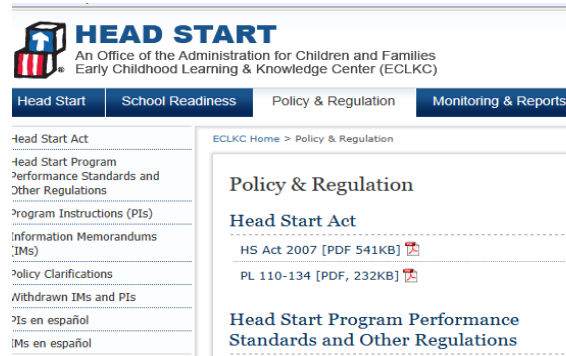 HEAD START
An Office of the Administration for Children and Families
Early Childhood Learning & Knowledge Center (ECLKC)
Head Start School Readiness Policy & Regulation Monitoring & Reports
Head Start Act
Head Start Program
Performance Standards and
Other Regulations
Program Instructions (PIs)
Information Memorandums
(IMs)
Policy Clarifications
Withdrawn IMs and PIs
PIs en español
IMs en español
ECLKC Home > Policy & Regulation
Policy & Regulation
Head Start Act
HS Act 2007 [PDF 541KB]
PL 110-134 [PDF, 232KB]
Head Start Program Performance
Standards and Other Regulations